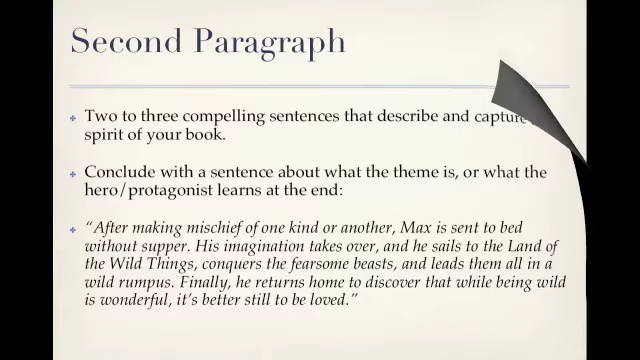 Second Paragraph
Two to three compelling sentences that describe and capture
spirit of your book.
Conclude with a sentence about what the theme is, or what the
hero/protagonist learns at the end:
“After making mischief of one kind or another, Max is sent to bed
without supper. His imagination takes over, and he sails to the Land of
the Wild Things, conquers the fearsome beasts, and leads them all in a
wild rumpus. Finally, he returns home to discover that while being wild
is wonderful, it’s better still to be loved.”